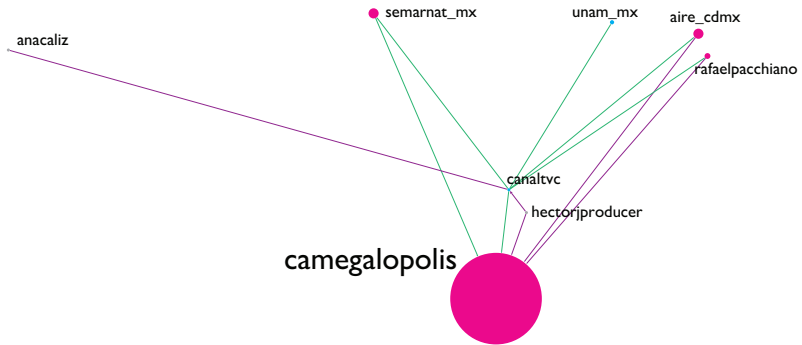 semarnat_mx
unam_mx
aire_cdmx
anacaliz
rafaelpacchiano
canaltvc
hectorjproducer
camegalopolis